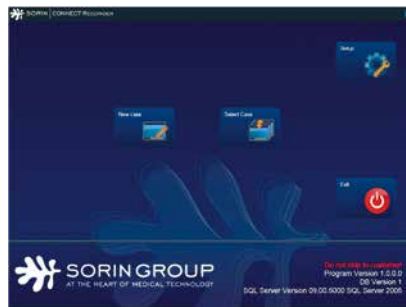 SORIN | CONNECT RECORDER
Setup
New case
Select Case
Exit
SORIN GROUP
AT THE HEART OF MEDICAL TECHNOLOGY
Do not ship to customer!
Program Version 1.0.0.0
DB Version 1
SQL Server Version 09.00.5000 SQL Server 2005